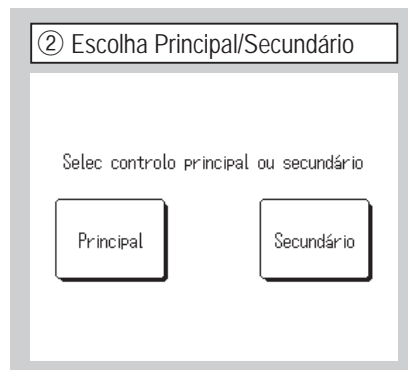 ② Escolha Principal/Secundário
Selec controlo principal ou secundário
Principal
Secundário